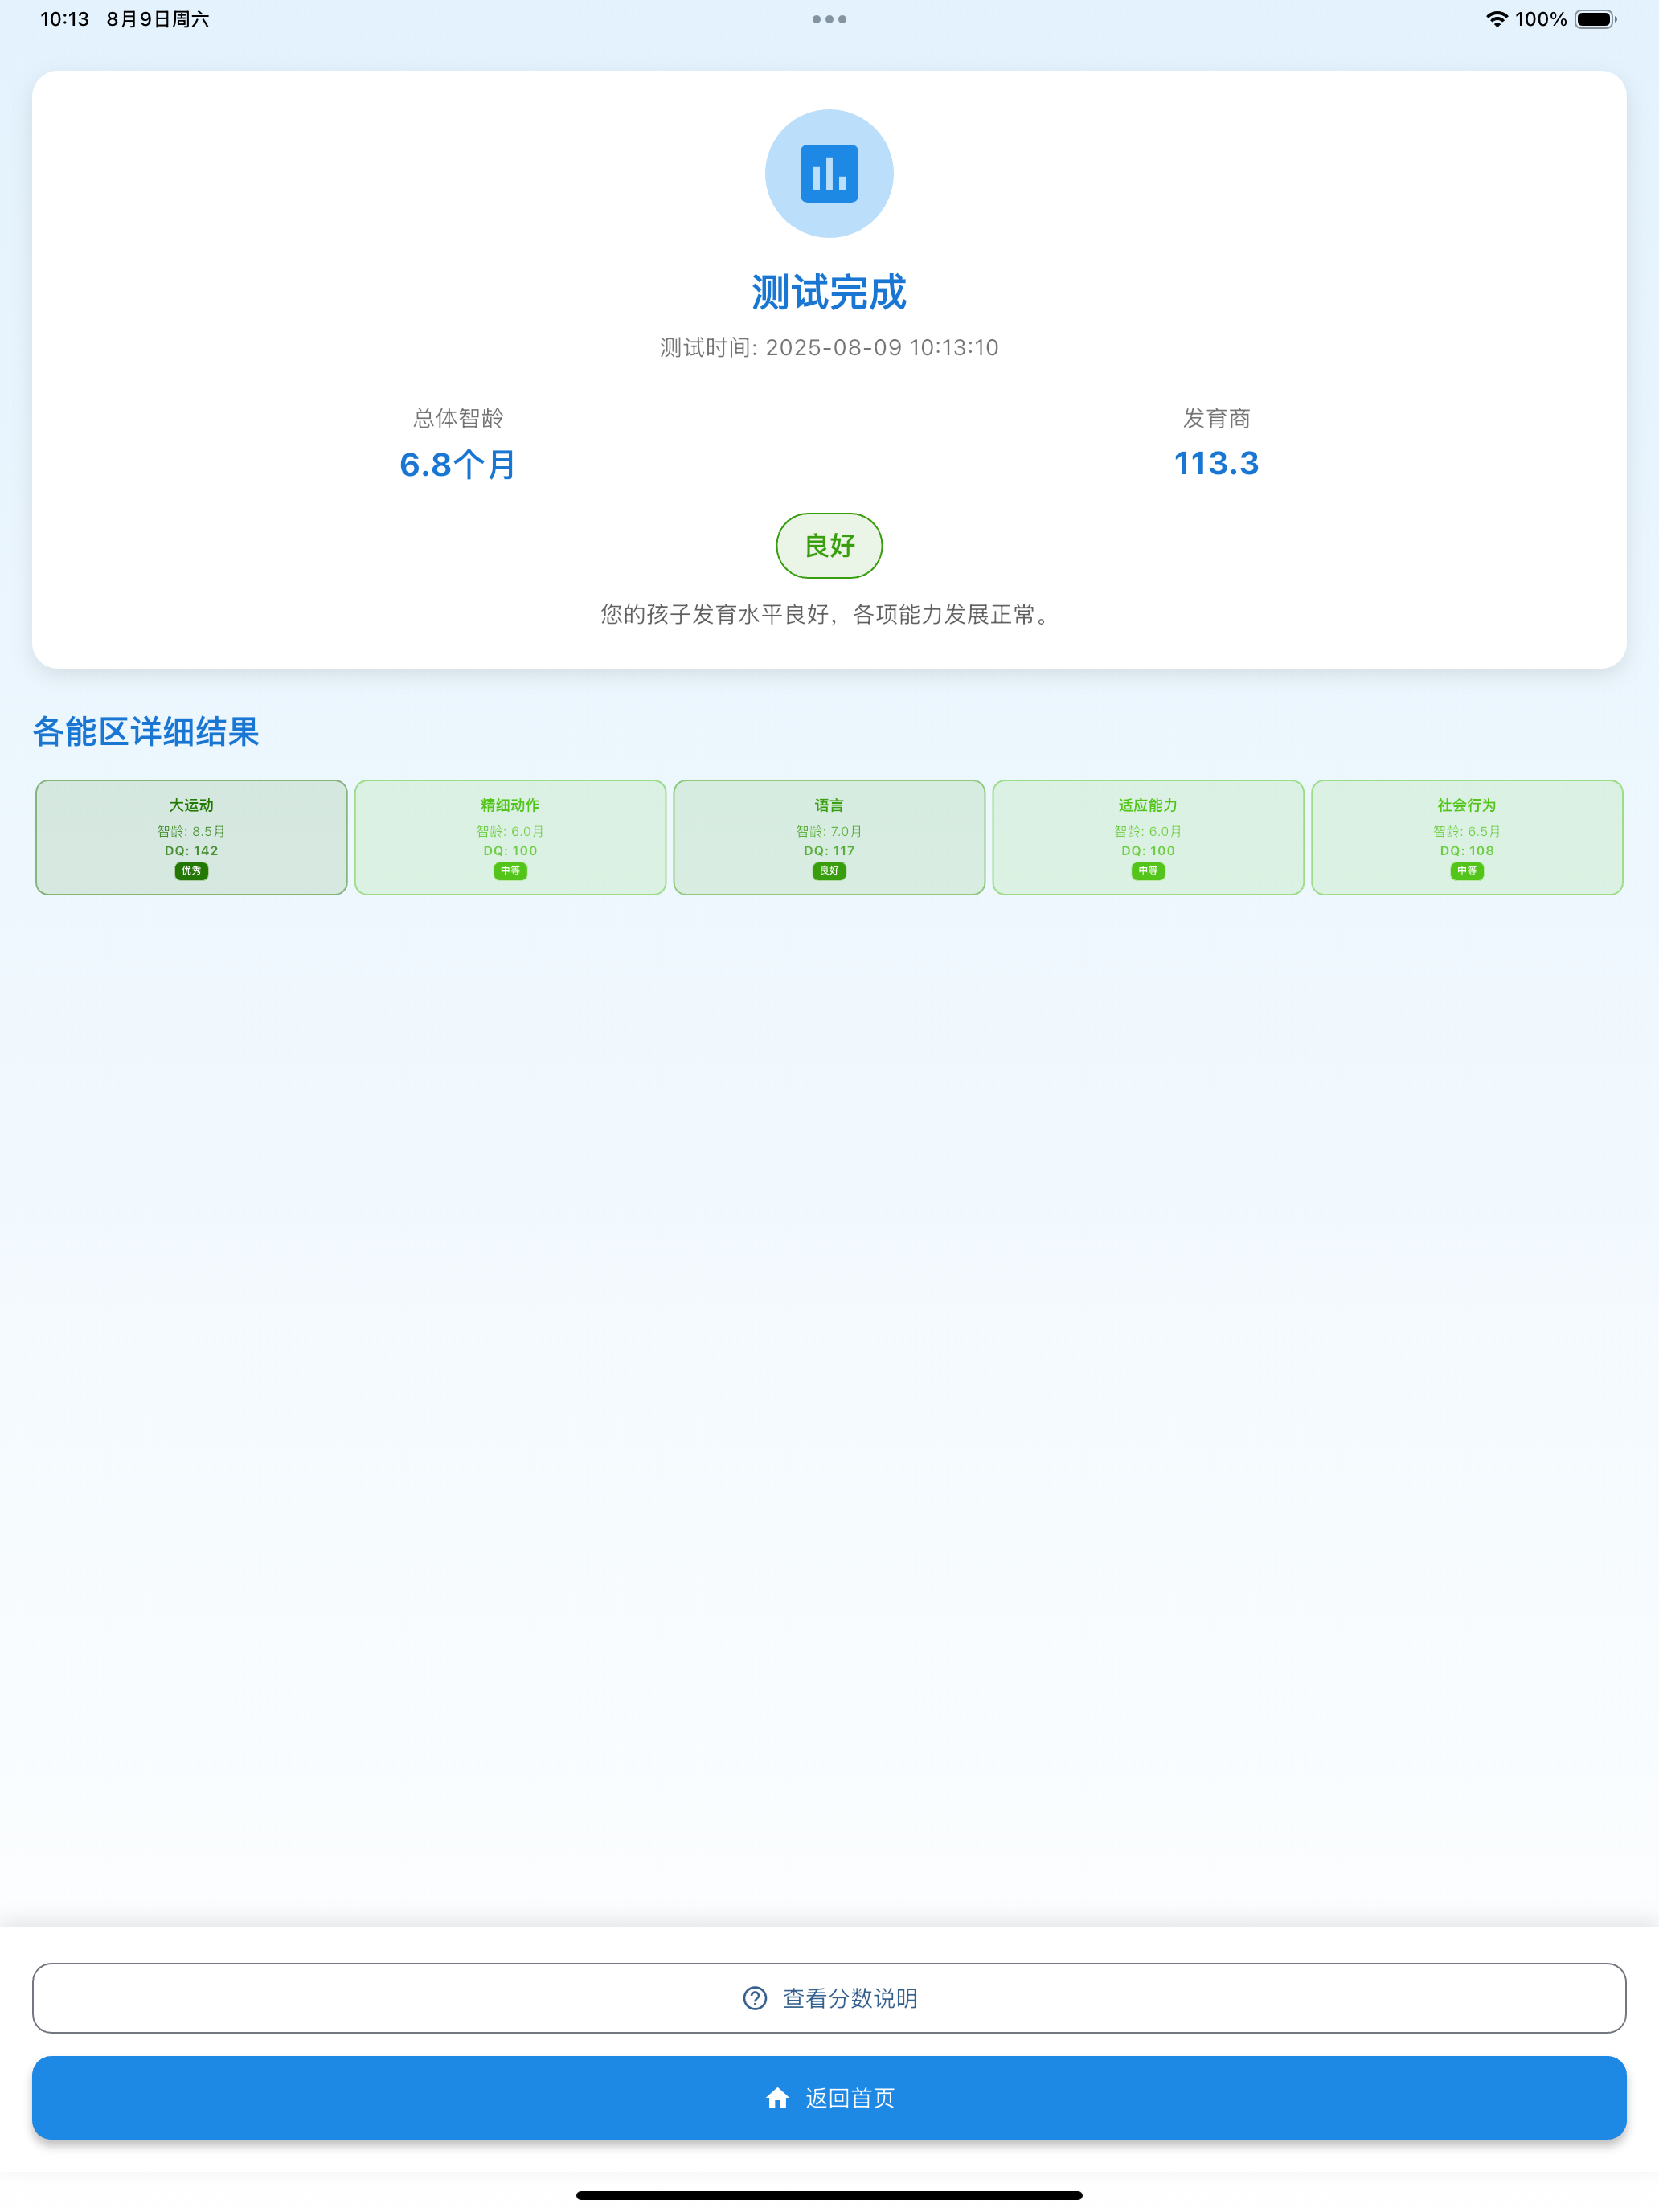 10:13 8月9日周六
100%
测试完成
测试时间: 2025-08-09 10:13:10
总体智龄 发育商
6.8个月 113.3
良好
您的孩子发育水平良好，各项能力发展正常。
各能区详细结果
大运动
智龄: 8.5月
DQ: 142
优秀
精细动作
智龄: 6.0月
DQ: 100
中等
语言
智龄: 7.0月
DQ: 117
良好
适应能力
智龄: 6.0月
DQ: 100
中等
社会行为
智龄: 6.5月
DQ: 108
中等
查看分数说明
返回首页